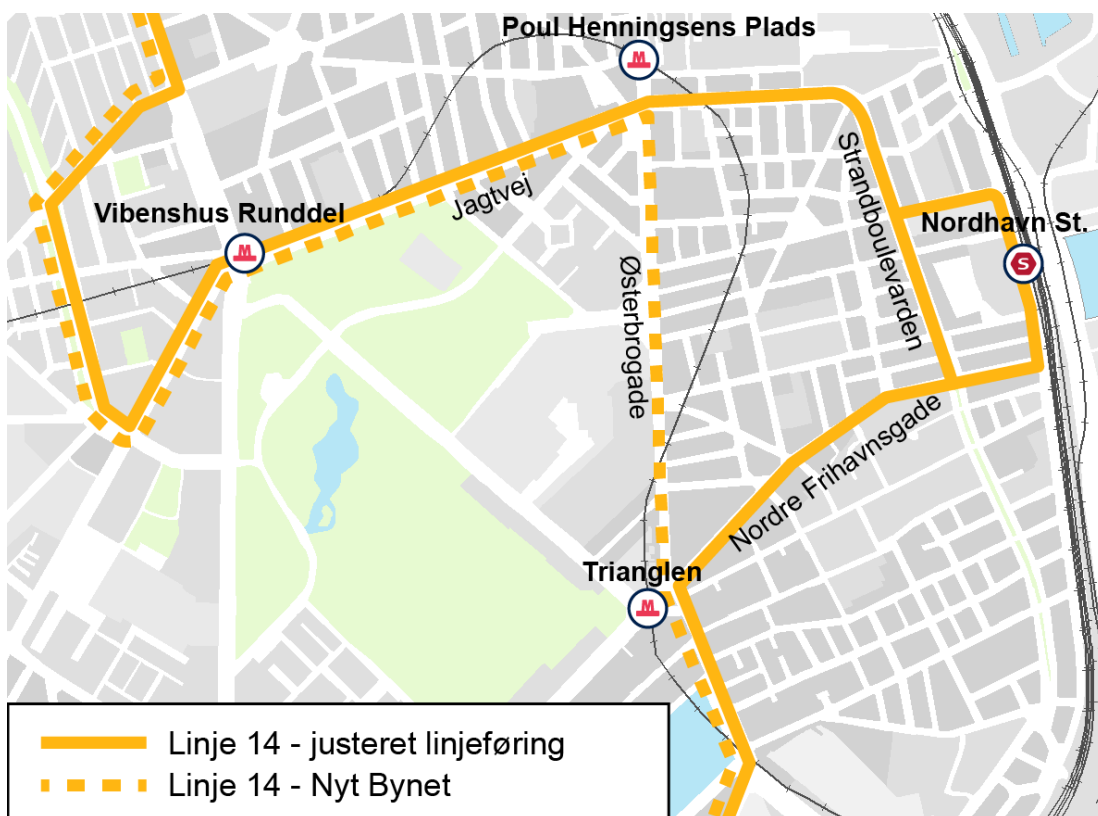 Poul Henningsens Plads
M
Strandboulevarden
Vibenshus Runddel
Jagtvej
Nordhavn St.
M
S
Østerbrogade
Nordre Frihavnsgade
Trianglen
M
Linje 14 - justeret linjeføring
Linje 14 - Nyt Bynet